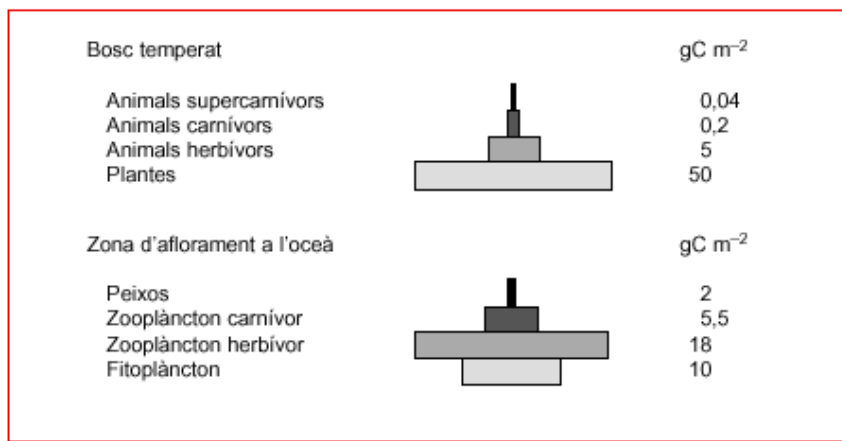 Bosc temperat gC m⁻²
Animals supercarnívors 0,04
Animals carnívors 0,2
Animals herbívors 5
Plantes 50
Zona d'aflorament a l'oceà gC m⁻²
Peixos 2
Zooplàncton carnívor 5,5
Zooplàncton herbívor 18
Fitoplàncton 10